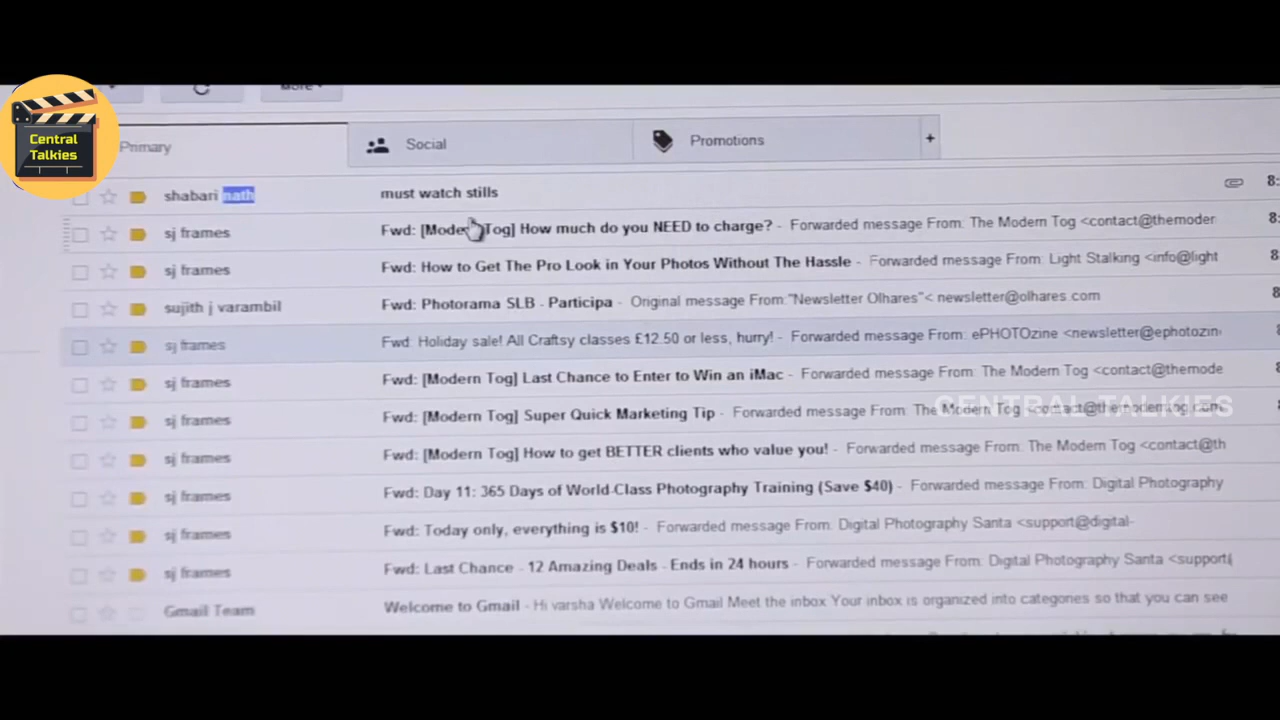 Central
Talkies
More
Primary
Social
Promotions
+
shabari nath must watch stills 8:
sj frames Fwd: [Modern Tog] How much do you NEED to charge? - Forwarded message From: The Modern Tog <contact@themoder 8
sj frames Fwd: How to Get The Pro Look in Your Photos Without The Hassle - Forwarded message From: Light Stalking <info@light 8
sujith j varambil Fwd: Photorama SLB - Participa - Original message From:"Newsletter Olhares"< newsletter@olhares.com 8
sj frames Fwd: Holiday sale! All Craftsy classes £12.50 or less, hurry! - Forwarded message From: ePHOTOzine <newsletter@ephotozin 8
sj frames Fwd: [Modern Tog] Last Chance to Enter to Win an iMac - Forwarded message From: The Modern Tog <contact@themode
CENTRAL TALKIES
sj frames Fwd: [Modern Tog] Super Quick Marketing Tip - Forwarded message From: The Modern Tog <contact@themoderntog.com
sj frames Fwd: [Modern Tog] How to get BETTER clients who value you! - Forwarded message From: The Modern Tog <contact@th
sj frames Fwd: Day 11: 365 Days of World-Class Photography Training (Save $40) - Forwarded message From: Digital Photography
sj frames Fwd: Today only, everything is $10! - Forwarded message From: Digital Photography Santa <support@digital-
sj frames Fwd: Last Chance - 12 Amazing Deals - Ends in 24 hours - Forwarded message From: Digital Photography Santa <support(
Gmail Team Welcome to Gmail - Hi varsha Welcome to Gmail Meet the inbox Your inbox is organized into categories so that you can see